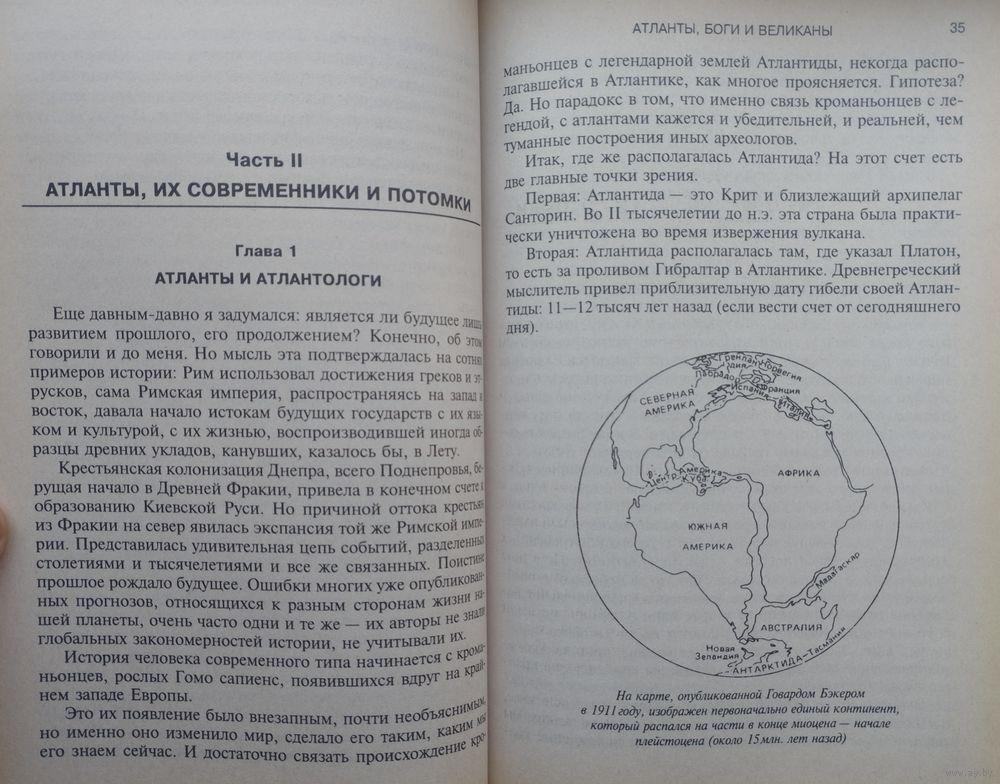 Часть II
АТЛАНТЫ, ИХ СОВРЕМЕННИКИ И ПОТОМКИ
Глава 1
АТЛАНТЫ И АТЛАНТОЛОГИ
Еще давным-давно я задумался: является ли будущее лишь
развитием прошлого, его продолжением? Конечно, об этом
говорили и до меня. Но мысль эта подтверждалась на сотнях
примеров истории: Рим использовал достижения греков и эт-
русков, сама Римская империя, распространяясь на запад и
восток, давала начало истокам будущих государств с их язы-
ком и культурой, с их жизнью, воспроизводившей иногда об-
разцы древних укладов, канувших, казалось бы, в Лету.
Крестьянская колонизация Днепра, всего Поднепровья, бе-
рущая начало в Древней Фракии, привела в конечном счете к
образованию Киевской Руси. Но причиной оттока крестьян
из Фракии на север явилась экспансия той же Римской импе-
рии. Представилась удивительная цепь событий, разделенных
столетиями и тысячелетиями и все же связанных. Поистине
прошлое рождало будущее. Ошибки многих уже опубликован-
ных прогнозов, относящихся к разным сторонам жизни на-
шей планеты, очень часто одни и те же — их авторы не знали
глобальных закономерностей истории, не учитывали их.
История человека современного типа начинается с крома-
ньонцев, рослых Гомо сапиенс, появившихся вдруг на край-
нем западе Европы.
Это их появление было внезапным, почти необъяснимым,
но именно оно изменило мир, сделало его таким, каким мы
его знаем сейчас. И достаточно связать происхождение кро-
АТЛАНТЫ, БОГИ И ВЕЛИКАНЫ 35
маньонцев с легендарной землей Атлантиды, некогда распо-
лагавшейся в Атлантике, как многое проясняется. Гипотеза?
Да. Но парадокс в том, что именно связь кроманьонцев с ле-
гендой, с атлантами кажется и убедительной, и реальней, чем
туманные построения иных археологов.
Итак, где же располагалась Атлантида? На этот счет есть
две главные точки зрения.
Первая: Атлантида — это Крит и близлежащий архипелаг
Санторин. Во II тысячелетии до н.э. эта страна была практи-
чески уничтожена во время извержения вулкана.
Вторая: Атлантида располагалась там, где указал Платон,
то есть за проливом Гибралтар в Атлантике. Древнегреческий
мыслитель привел приблизительную дату гибели своей Атлан-
тиды: 11—12 тысяч лет назад (если вести счет от сегодняшнего
дня).
Гренлан-
дия
Норвегия
Лабрадор
Франция
Испания
Италия
СЕВЕРНАЯ
АМЕРИКА
АФРИКА
Центр. Америка
Куба
ЮЖНАЯ
АМЕРИКА
Мадагаскар
АВСТРАЛИЯ
Новая
Зеландия
АНТАРКТИДА-Тасмания
На карте, опубликованной Говардом Бэкером
в 1911 году, изображен первоначально единый континент,
который распался на части в конце миоцена — начале
плейстоцена (около 15 млн. лет назад)
www.ay.by